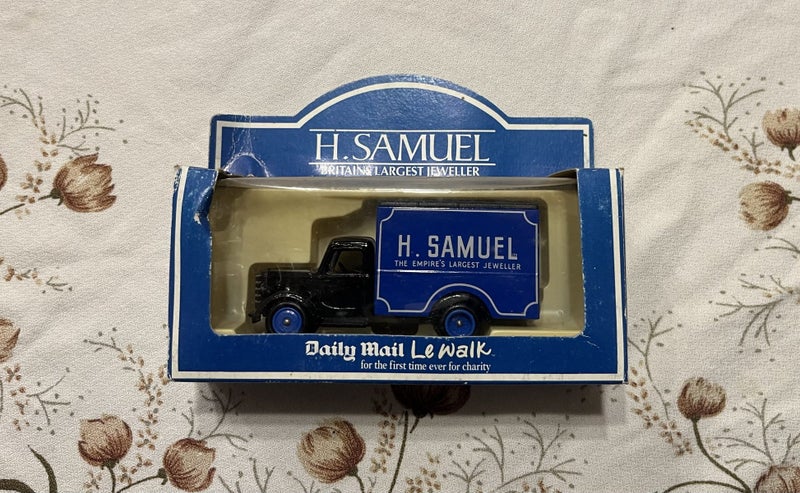 H. SAMUEL
BRITAIN'S LARGEST JEWELLER
H. SAMUEL
THE EMPIRE'S LARGEST JEWELLER
Daily Mail Le Walk
for the first time ever for charity